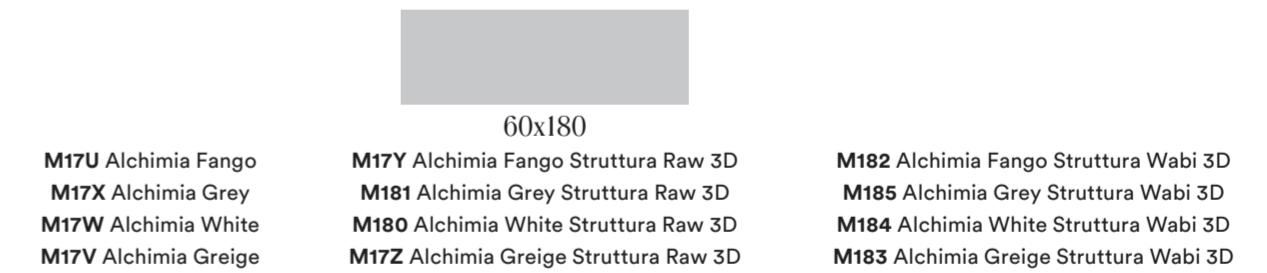 60x180
M17U Alchimia Fango
M17X Alchimia Grey
M17W Alchimia White
M17V Alchimia Greige
M17Y Alchimia Fango Struttura Raw 3D
M181 Alchimia Grey Struttura Raw 3D
M180 Alchimia White Struttura Raw 3D
M17Z Alchimia Greige Struttura Raw 3D
M182 Alchimia Fango Struttura Wabi 3D
M185 Alchimia Grey Struttura Wabi 3D
M184 Alchimia White Struttura Wabi 3D
M183 Alchimia Greige Struttura Wabi 3D